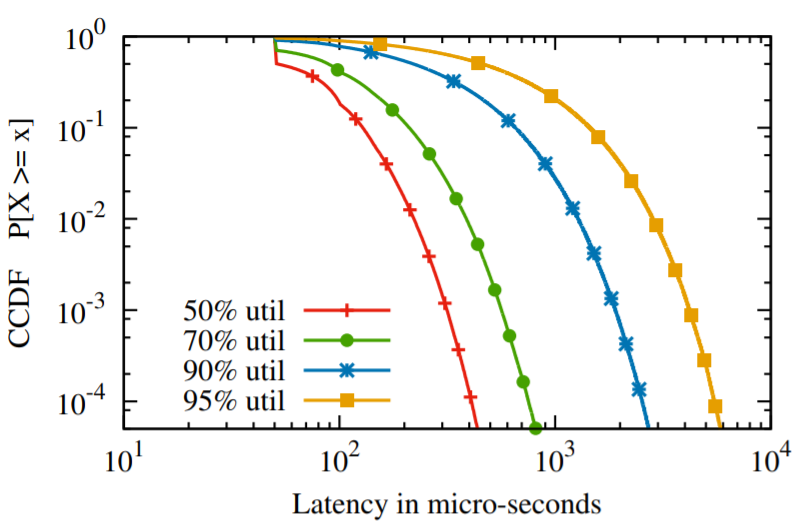 CCDF P[X >= x]
10^0
10^-1
10^-2
10^-3
10^-4
50% util
70% util
90% util
95% util
10^1 10^2 10^3 10^4
Latency in micro-seconds